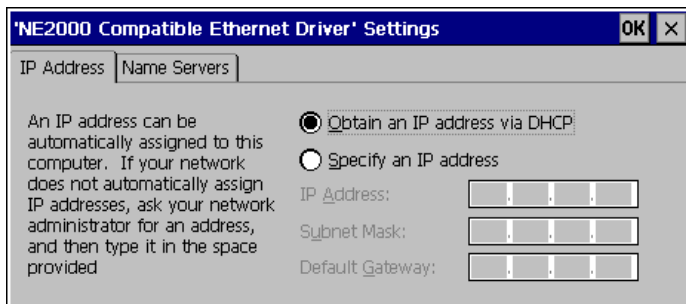 'NE2000 Compatible Ethernet Driver' Settings OK ×
IP Address Name Servers
An IP address can be
automatically assigned to this
computer. If your network
does not automatically assign
IP addresses, ask your network
administrator for an address,
and then type it in the space
provided
Obtain an IP address via DHCP
Specify an IP address
IP Address:
Subnet Mask:
Default Gateway: